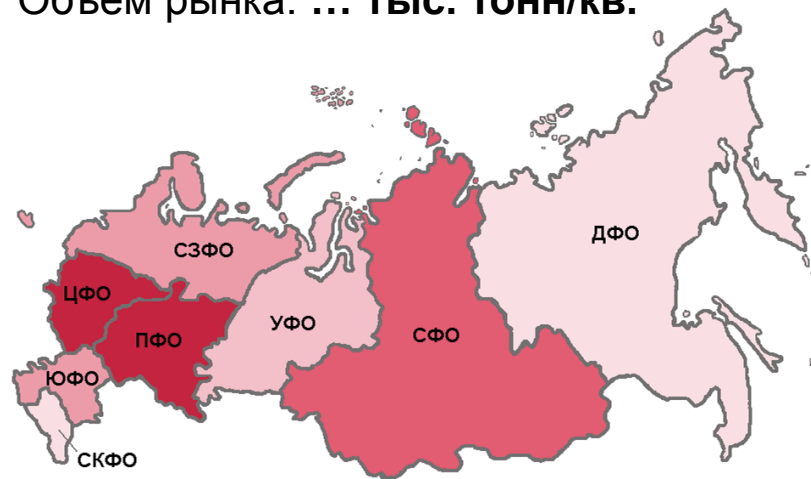 Объем рынка: … тыс. тонн/кв.
СЗФО
ДФО
ЦФО
ПФО
УФО
СФО
ЮФО
СКФО